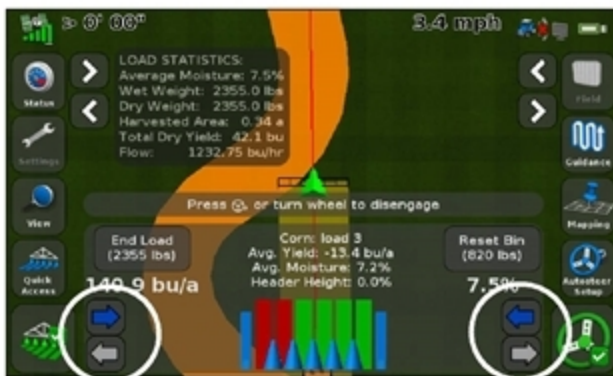 > 0' 00"
3.4 mph
LOAD STATISTICS:
Average Moisture: 7.5%
Wet Weight: 2355.0 lbs
Dry Weight: 2355.0 lbs
Harvested Area: 0.34 a
Total Dry Yield: 42.1 bu
Flow: 1232.75 bu/hr
Status
Settings
View
Quick
Access
Field
Guidance
Mapping
Autosteer
Setup
Press or turn wheel to disengage
End Load
(2355 lbs)
Corn: load 3
Avg. Yield: -13.4 bu/a
Avg. Moisture: 7.2%
Header Height: 0.0%
Reset Bin
(820 lbs)
140.9 bu/a
7.5%